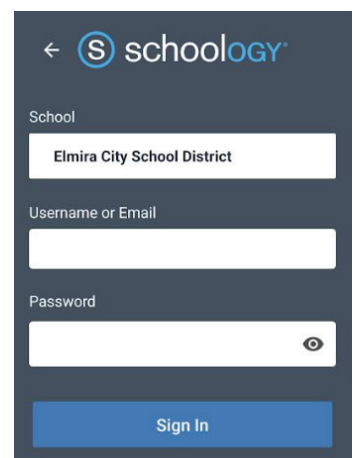 S schoology
School
Elmira City School District
Username or Email
Password
Sign In